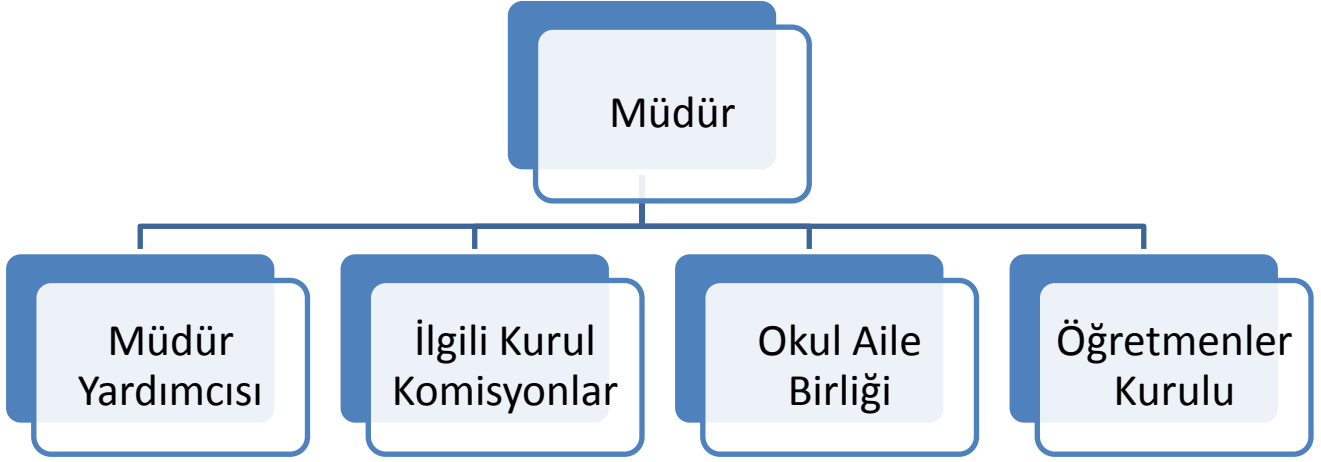 Müdür
Müdür
Yardımcısı
İlgili Kurul
Komisyonlar
Okul Aile
Birliği
Öğretmenler
Kurulu